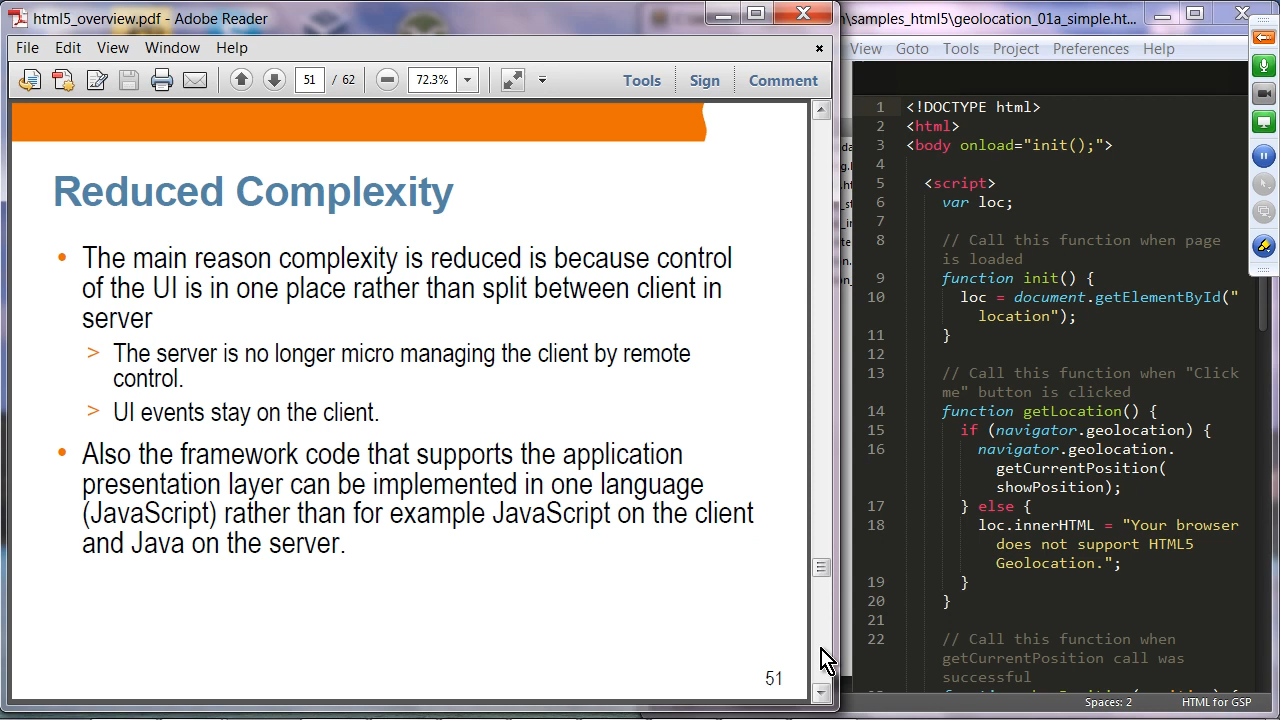 html5_overview.pdf - Adobe Reader
File Edit View Window Help
51 / 62 72.3% Tools Sign Comment
Reduced Complexity
• The main reason complexity is reduced is because control
of the UI is in one place rather than split between client in
server
> The server is no longer micro managing the client by remote
control.
> UI events stay on the client.
• Also the framework code that supports the application
presentation layer can be implemented in one language
(JavaScript) rather than for example JavaScript on the client
and Java on the server.
51
\samples_html5\geolocation_01a_simple.ht...
View Goto Tools Project Preferences Help
1 <!DOCTYPE html>
2 <html>
3 <body onload="init();">
4
5 <script>
6 var loc;
7
8 // Call this function when page
is loaded
9 function init() {
10 loc = document.getElementById("
location");
11 }
12
13 // Call this function when "Click
me" button is clicked
14 function getLocation() {
15 if (navigator.geolocation) {
16 navigator.geolocation.
getCurrentPosition(
showPosition);
17 } else {
18 loc.innerHTML = "Your browser
does not support HTML5
Geolocation.";
19 }
20 }
21
22 // Call this function when
getCurrentPosition call was
successful
Spaces: 2 HTML for GSP